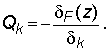 Q_k = - δ_F(z) / δ_k .